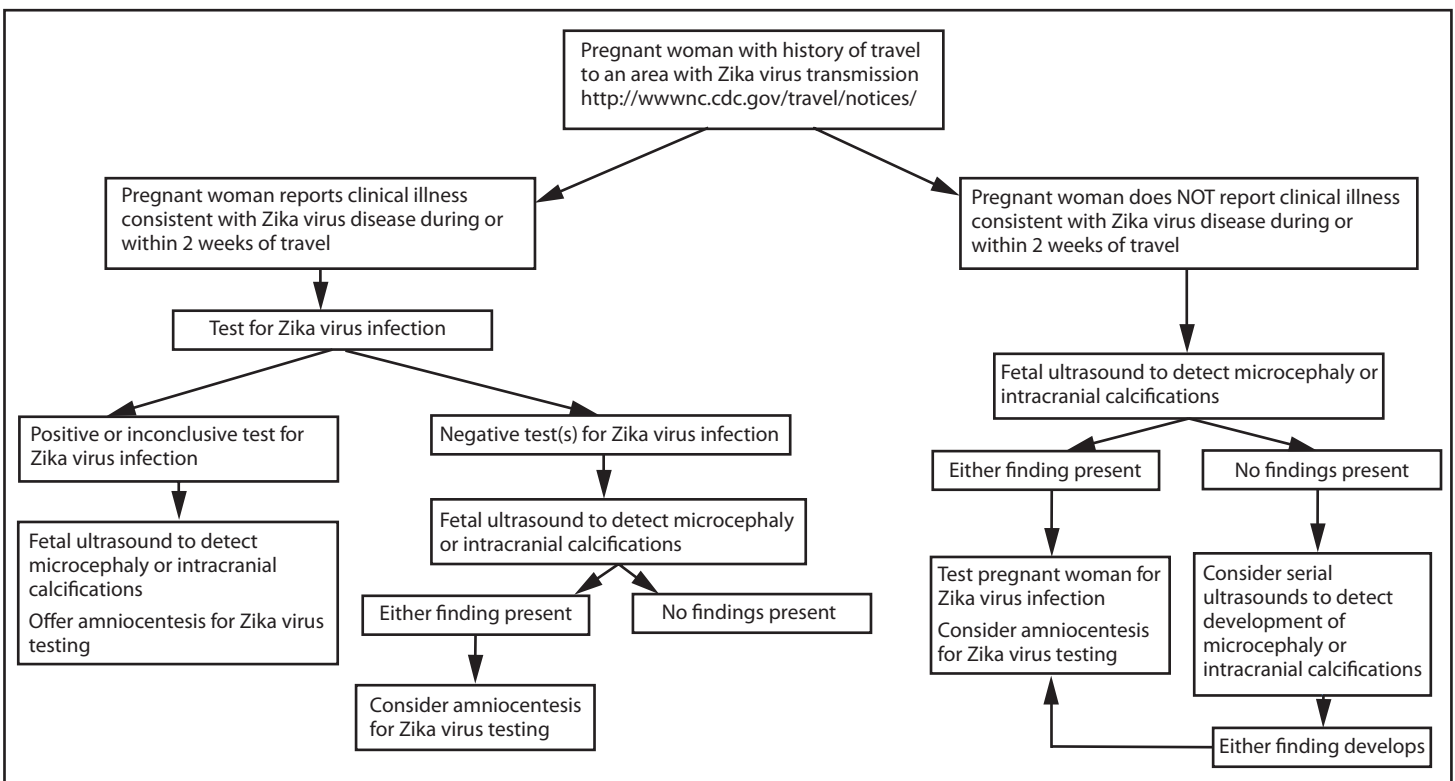 Pregnant woman with history of travel
to an area with Zika virus transmission
http://wwwnc.cdc.gov/travel/notices/
Pregnant woman reports clinical illness
consistent with Zika virus disease during or
within 2 weeks of travel
Pregnant woman does NOT report clinical illness
consistent with Zika virus disease during or
within 2 weeks of travel
Test for Zika virus infection
Fetal ultrasound to detect microcephaly or
intracranial calcifications
Positive or inconclusive test for
Zika virus infection
Negative test(s) for Zika virus infection
Either finding present
No findings present
Fetal ultrasound to detect
microcephaly or intracranial
calcifications
Offer amniocentesis for Zika virus
testing
Fetal ultrasound to detect microcephaly
or intracranial calcifications
Either finding present
No findings present
Consider amniocentesis
for Zika virus testing
Test pregnant woman for
Zika virus infection
Consider amniocentesis
for Zika virus testing
Consider serial
ultrasounds to detect
development of
microcephaly or
intracranial calcifications
Either finding develops